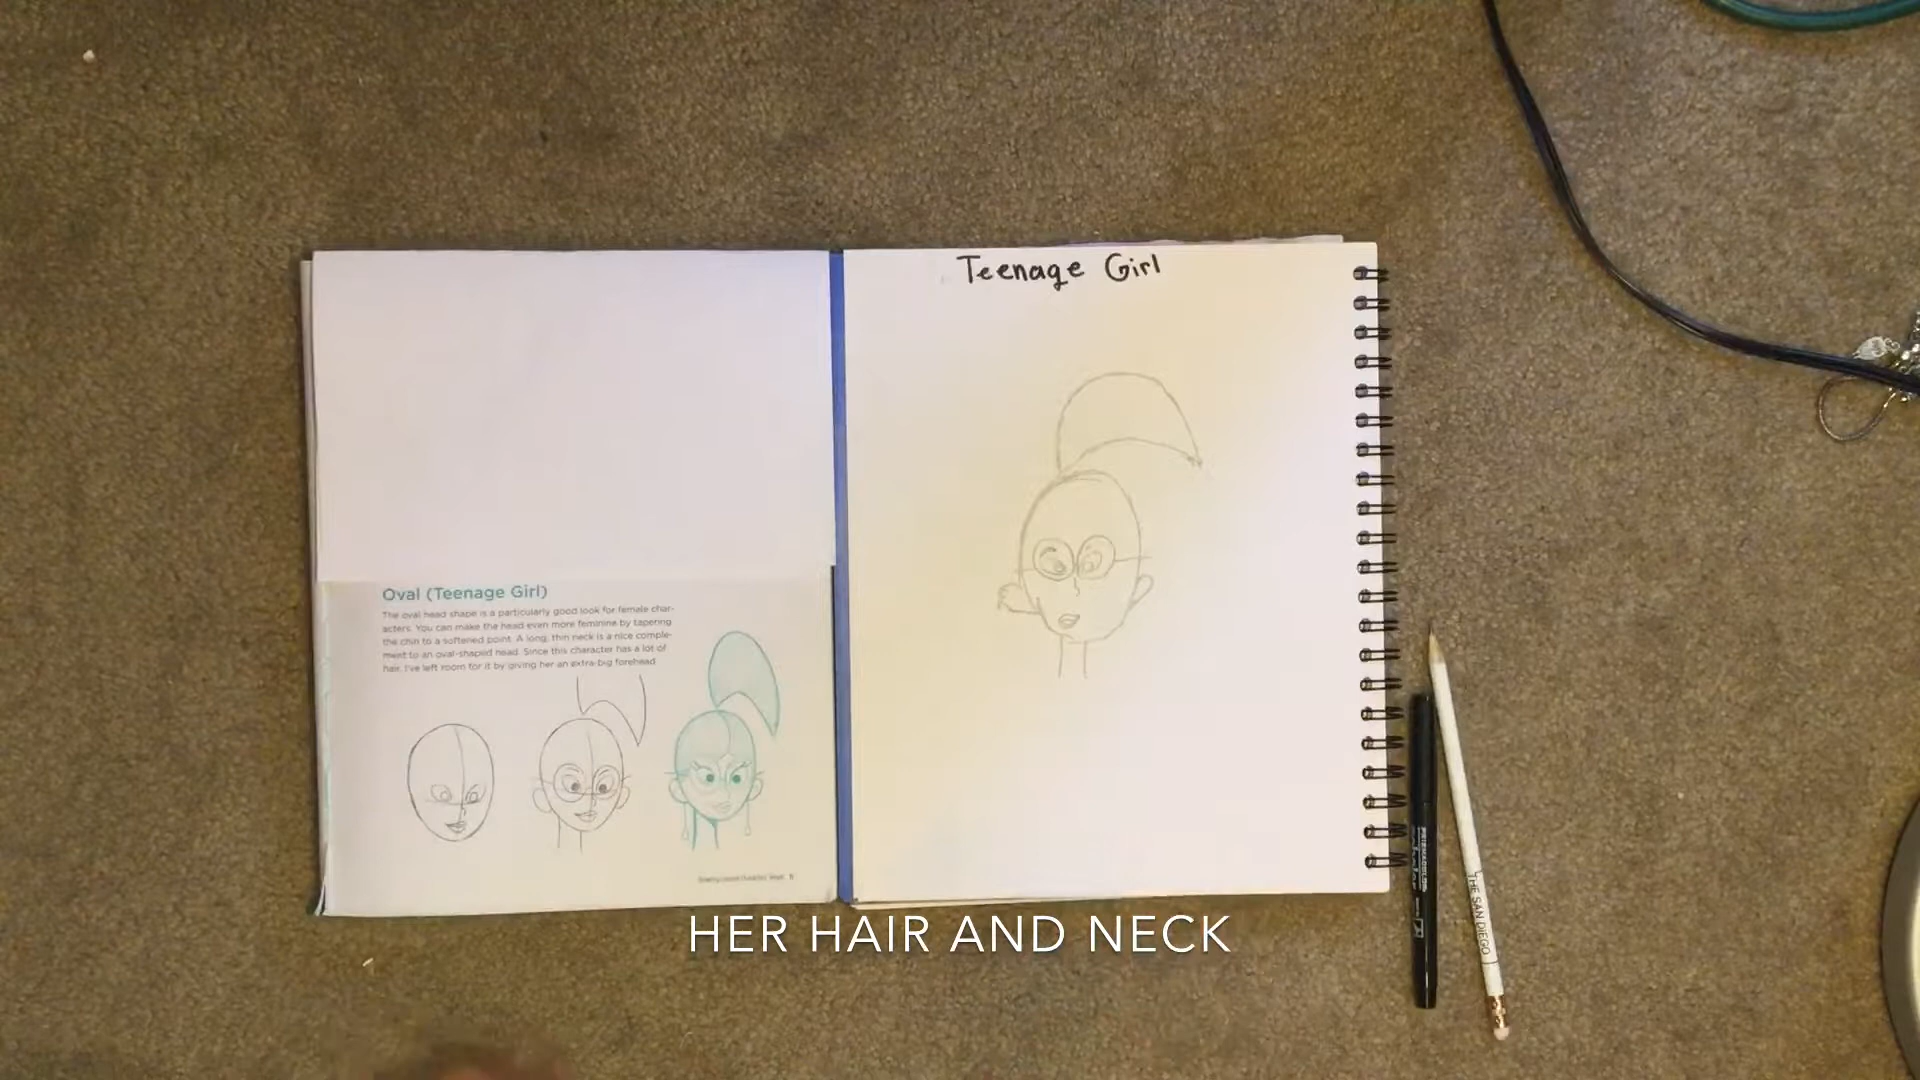 Teenage Girl
Oval (Teenage Girl)
The oval head shape is a particularly good look for female char-
acters. You can make the head even more feminine by tapering
the chin to a softened point. A long, thin neck is a nice comple-
ment to an oval-shaped head. Since this character has a lot of
hair, I've left room for it by giving her an extra-big forehead
THE SAN DIEGO
HER HAIR AND NECK